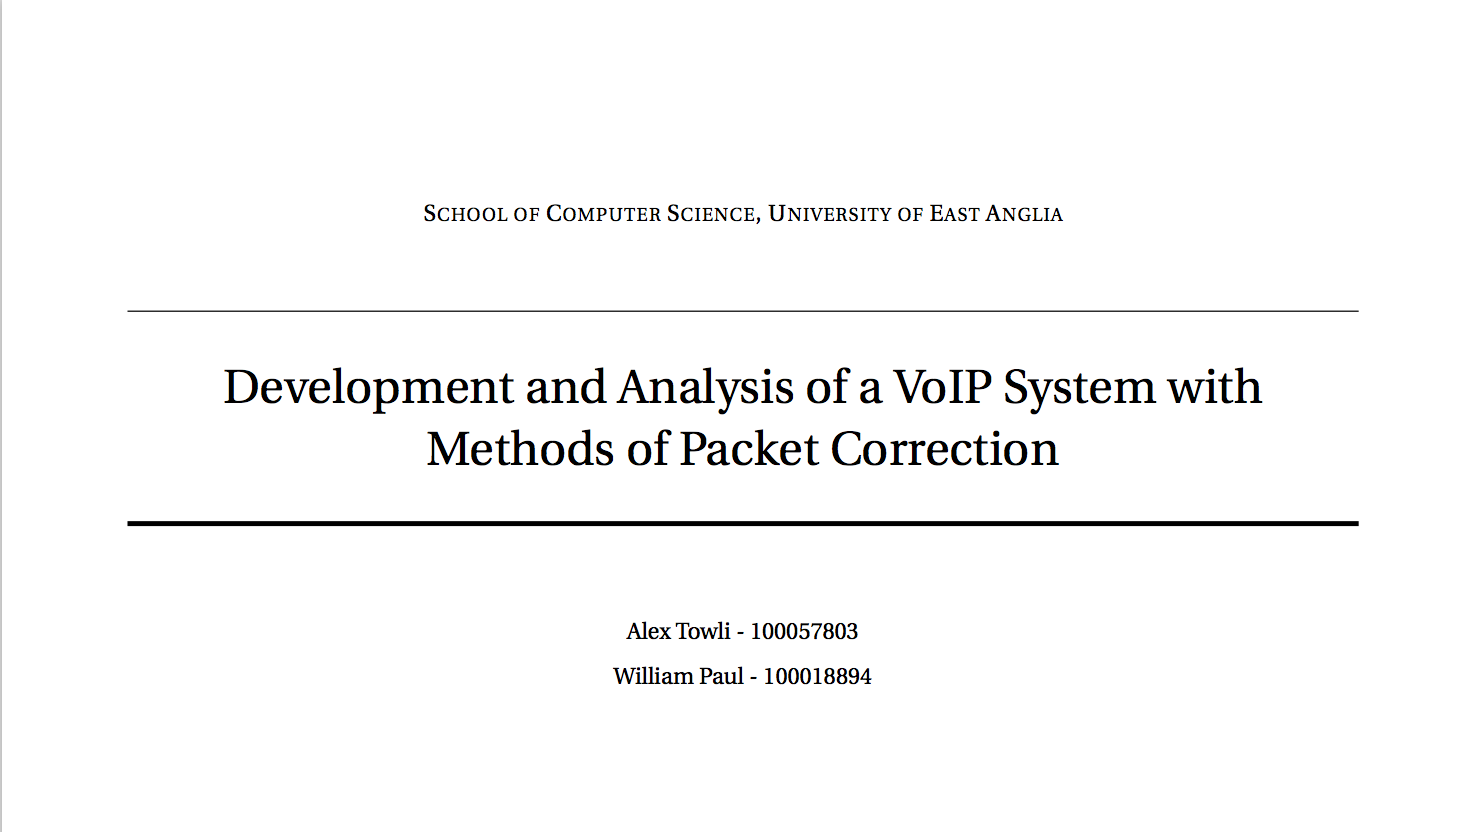 School of Computer Science, University of East Anglia
Development and Analysis of a VoIP System with
Methods of Packet Correction
Alex Towli - 100057803
William Paul - 100018894